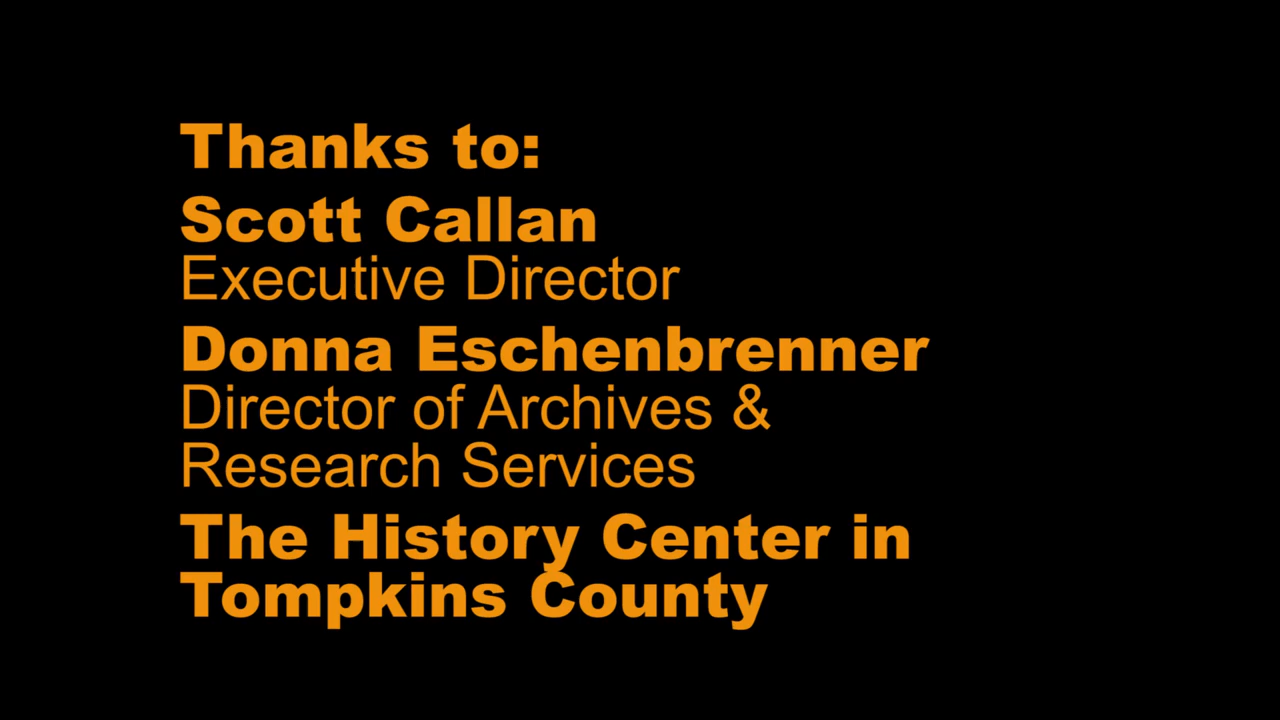 Thanks to:
Scott Callan
Executive Director
Donna Eschenbrenner
Director of Archives &
Research Services
The History Center in
Tompkins County